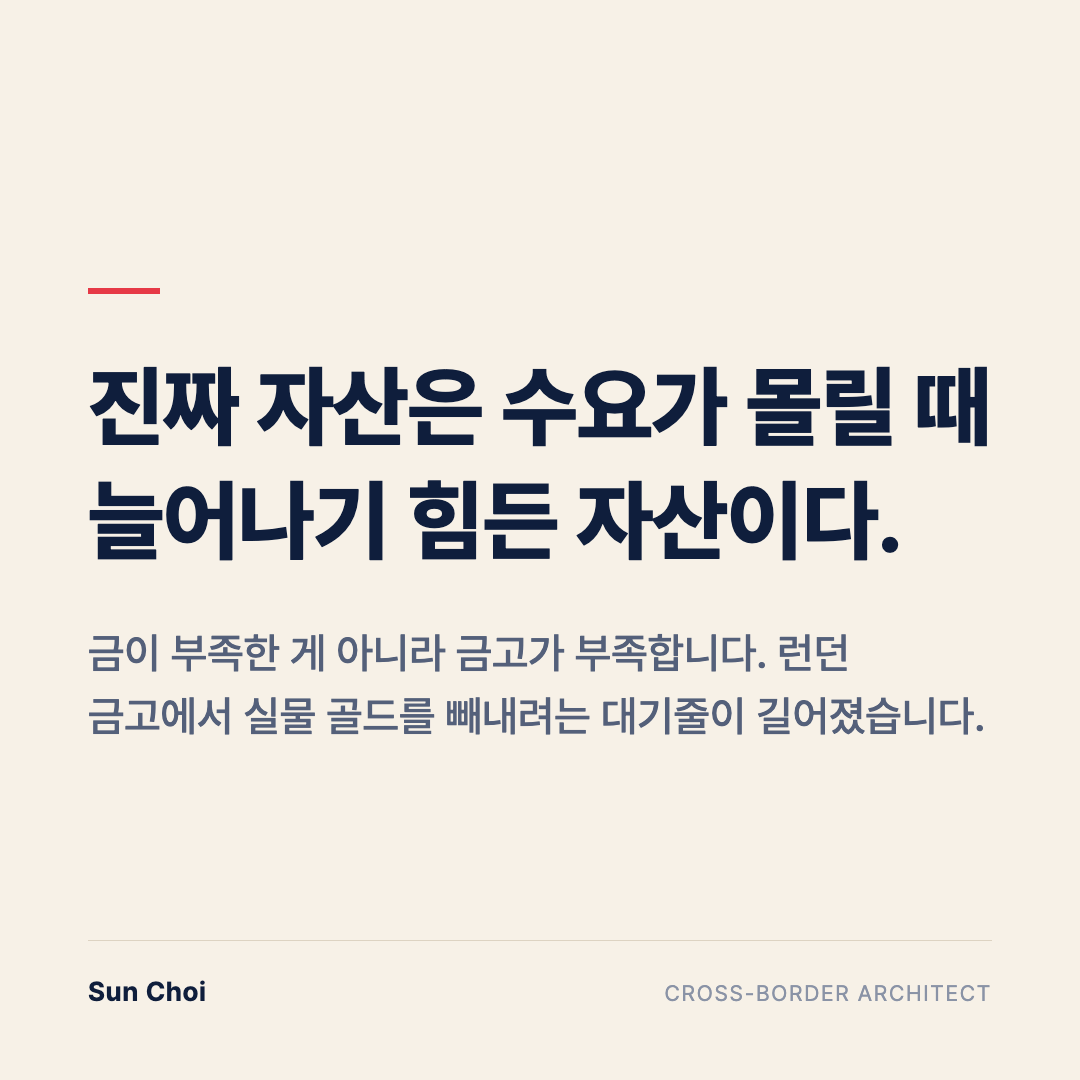 진짜 자산은 수요가 몰릴 때
늘어나기 힘든 자산이다.
금이 부족한 게 아니라 금고가 부족합니다. 런던
금고에서 실물 골드를 빼내려는 대기줄이 길어졌습니다.
Sun Choi
CROSS-BORDER ARCHITECT